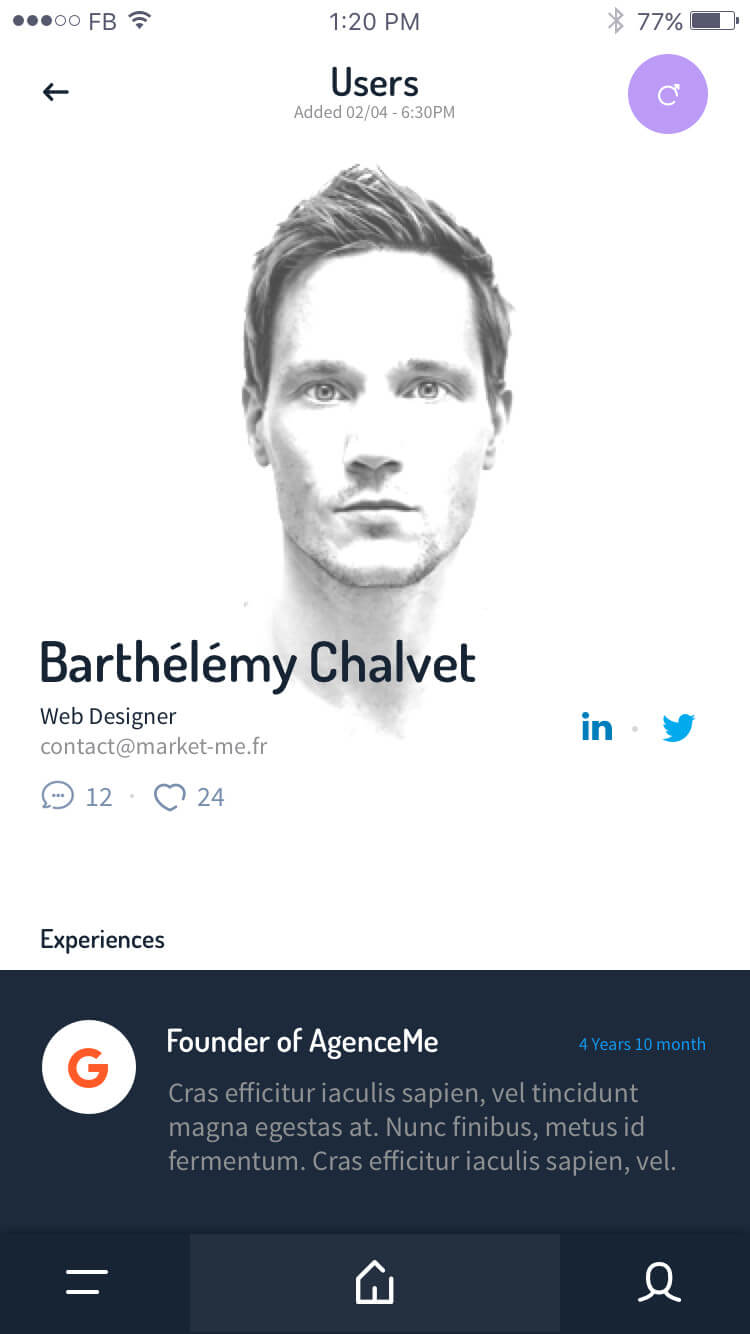 FB 1:20 PM 77%
Users
Added 02/04 - 6:30PM
Barthélémy Chalvet
Web Designer
contact@market-me.fr
in
12 24
Experiences
G
Founder of AgenceMe
4 Years 10 month
Cras efficitur iaculis sapien, vel tincidunt
magna egestas at. Nunc finibus, metus id
fermentum. Cras efficitur iaculis sapien, vel.